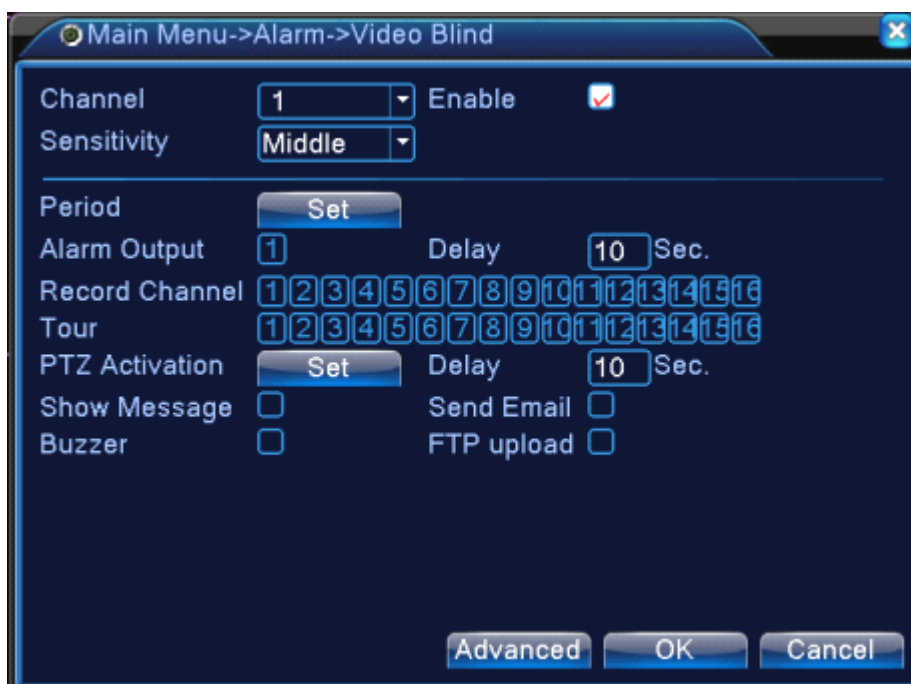 Main Menu->Alarm->Video Blind
Channel 1 Enable
Sensitivity Middle
Period Set
Alarm Output 1 Delay 10 Sec.
Record Channel 1 2 3 4 5 6 7 8 9 10 11 12 13 14 15 16
Tour 1 2 3 4 5 6 7 8 9 10 11 12 13 14 15 16
PTZ Activation Set Delay 10 Sec.
Show Message Send Email
Buzzer FTP upload
Advanced OK Cancel